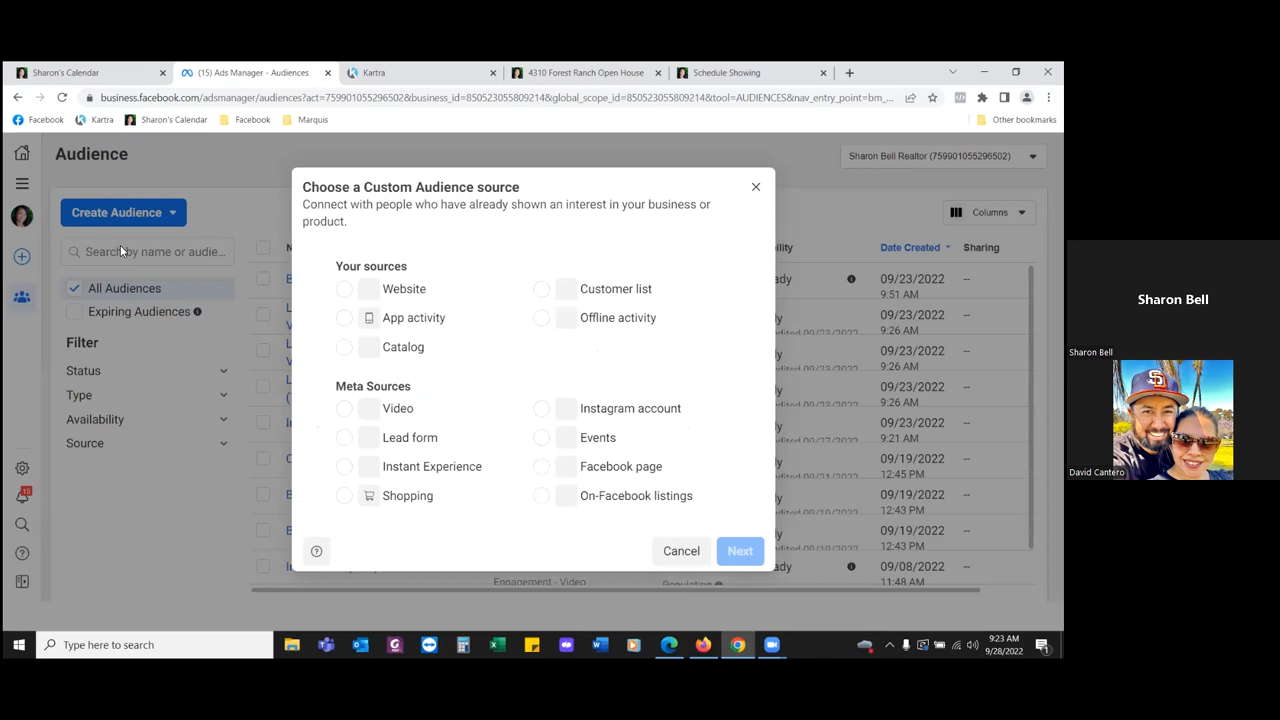 Sharon's Calendar
(15) Ads Manager - Audiences
Kartra
4310 Forest Ranch Open House
Schedule Showing
business.facebook.com/adsmanager/audiences?act=759901055296502&business_id=850523055809214&global_scope_id=850523055809214&tool=AUDIENCES&nav_entry_point=bm_...
Facebook
Kartra
Sharon's Calendar
Facebook
Marquis
Other bookmarks
Audience
Sharon Bell Realtor (759901055296502)
Create Audience
Columns
Search by name or audie...
Date Created
Sharing
All Audiences
Expiring Audiences
Filter
Status
Type
Availability
Source
Choose a Custom Audience source
Connect with people who have already shown an interest in your business or
product.
Your sources
Website
Customer list
App activity
Offline activity
Catalog
Meta Sources
Video
Instagram account
Lead form
Events
Instant Experience
Facebook page
Shopping
On-Facebook listings
Cancel
Next
09/23/2022 --
9:51 AM
09/23/2022 --
9:26 AM
09/23/2022 --
9:26 AM
09/23/2022 --
9:26 AM
09/23/2022 --
9:21 AM
09/19/2022 --
12:45 PM
09/19/2022 --
12:43 PM
09/19/2022 --
12:43 PM
09/08/2022 --
11:48 AM
Engagement - Video
Populating
15
Type here to search
9:23 AM
9/28/2022
Sharon Bell
Sharon Bell
SD
David Cantero